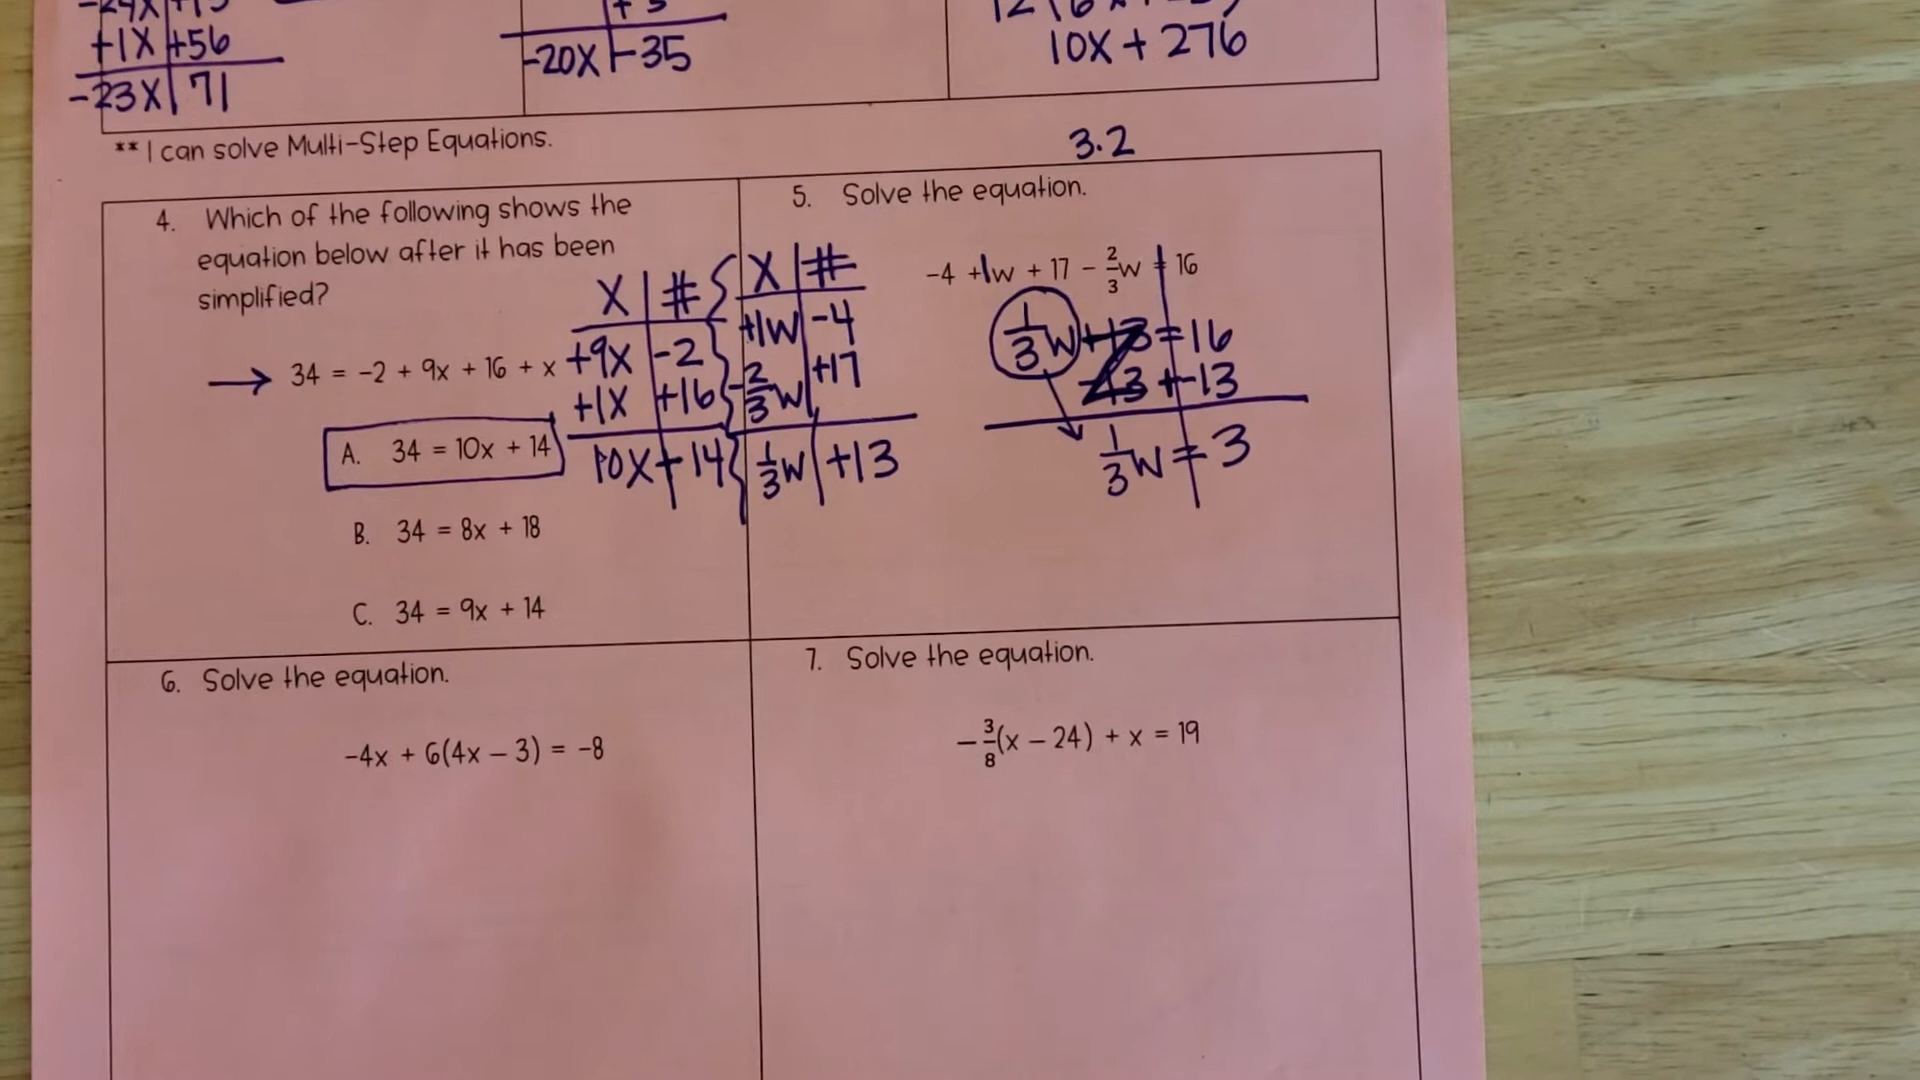 +1X +56
-23X 71
-20X -35
10X + 276
** I can solve Multi-Step Equations.
3.2
4. Which of the following shows the
equation below after it has been
simplified?
→ 34 = -2 + 9x + 16 + x
X #
+9X -2
+1X +16
10X + 14
A. 34 = 10x + 14
B. 34 = 8x + 18
C. 34 = 9x + 14
5. Solve the equation.
X #
+1W -4
-2/3W +17
1/3W +13
-4 +1w + 17 - 2/3w = 16
1/3W +13 = 16
-13 + -13
1/3W = 3
6. Solve the equation.
-4x + 6(4x – 3) = -8
7. Solve the equation.
– 3/8(x – 24) + x = 19